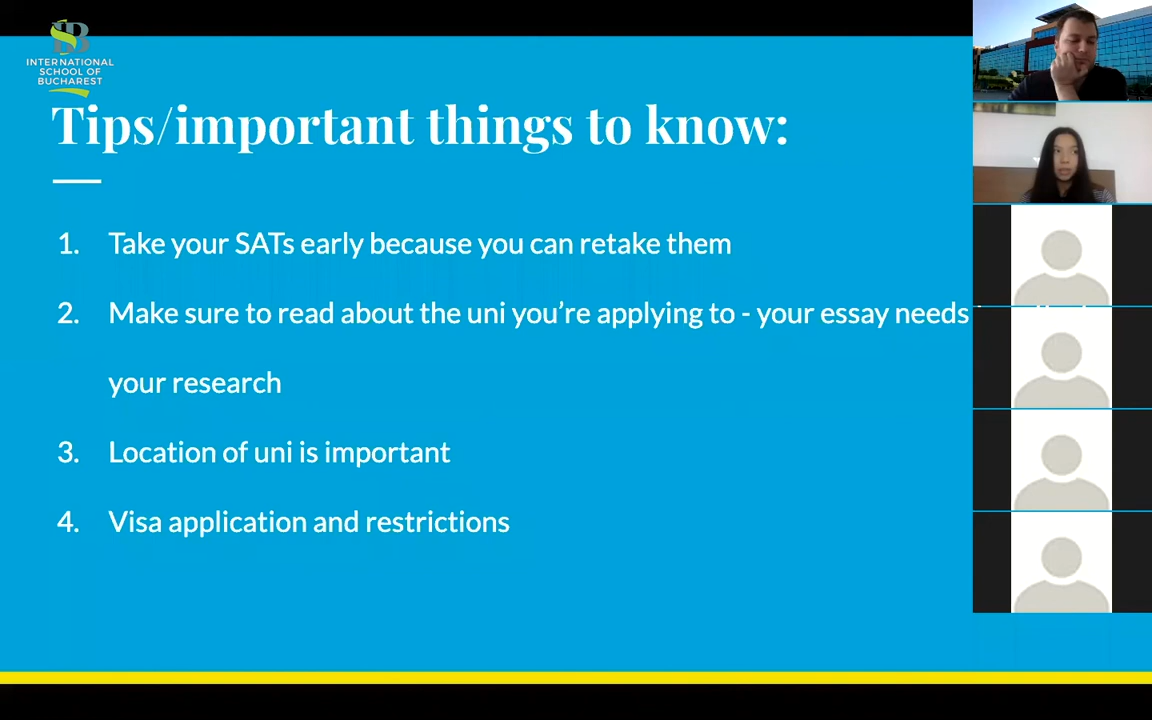 INTERNATIONAL
SCHOOL OF
BUCHAREST
Tips/important things to know:
1. Take your SATs early because you can retake them
2. Make sure to read about the uni you’re applying to - your essay needs
your research
3. Location of uni is important
4. Visa application and restrictions